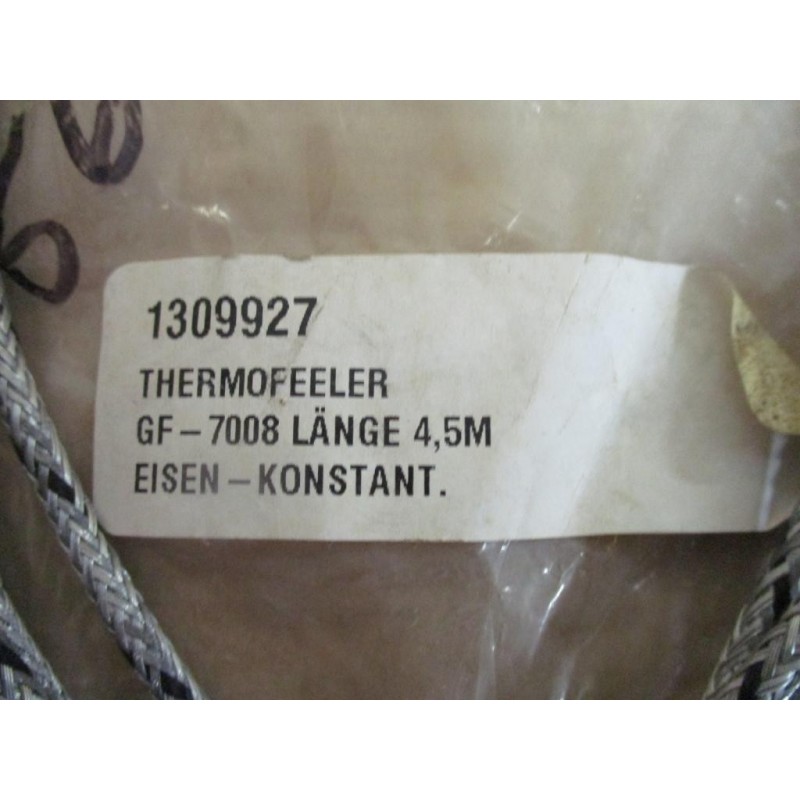 1309927
THERMOFEELER
GF-7008 LÄNGE 4,5M
EISEN-KONSTANT.